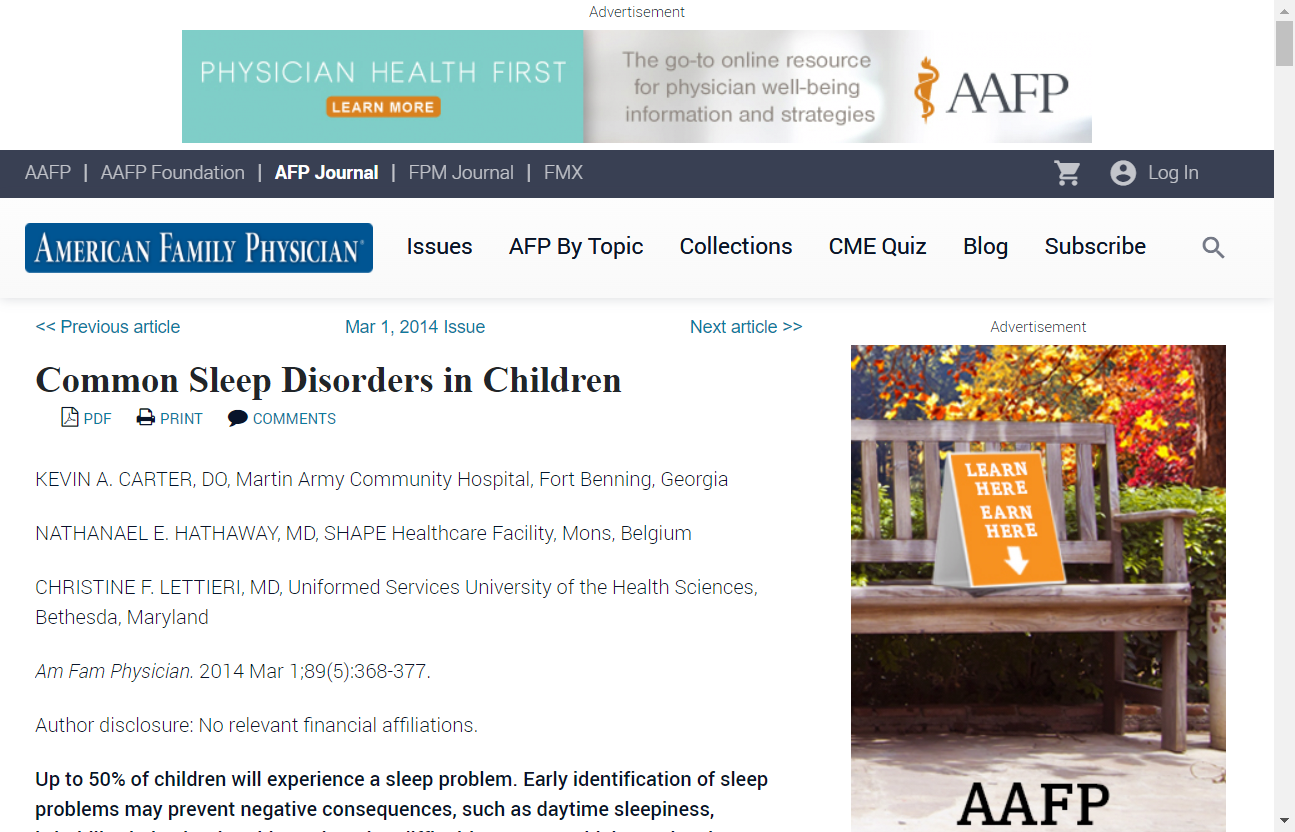 Advertisement
PHYSICIAN HEALTH FIRST
LEARN MORE
The go-to online resource
for physician well-being
information and strategies
AAFP
AAFP | AAFP Foundation | AFP Journal | FPM Journal | FMX
Log In
AMERICAN FAMILY PHYSICIAN®
Issues AFP By Topic Collections CME Quiz Blog Subscribe
<< Previous article Mar 1, 2014 Issue Next article >>
Common Sleep Disorders in Children
PDF PRINT COMMENTS
KEVIN A. CARTER, DO, Martin Army Community Hospital, Fort Benning, Georgia
NATHANAEL E. HATHAWAY, MD, SHAPE Healthcare Facility, Mons, Belgium
CHRISTINE F. LETTIERI, MD, Uniformed Services University of the Health Sciences,
Bethesda, Maryland
Am Fam Physician. 2014 Mar 1;89(5):368-377.
Author disclosure: No relevant financial affiliations.
Up to 50% of children will experience a sleep problem. Early identification of sleep
problems may prevent negative consequences, such as daytime sleepiness,
Advertisement
LEARN
HERE
EARN
HERE
AAFP